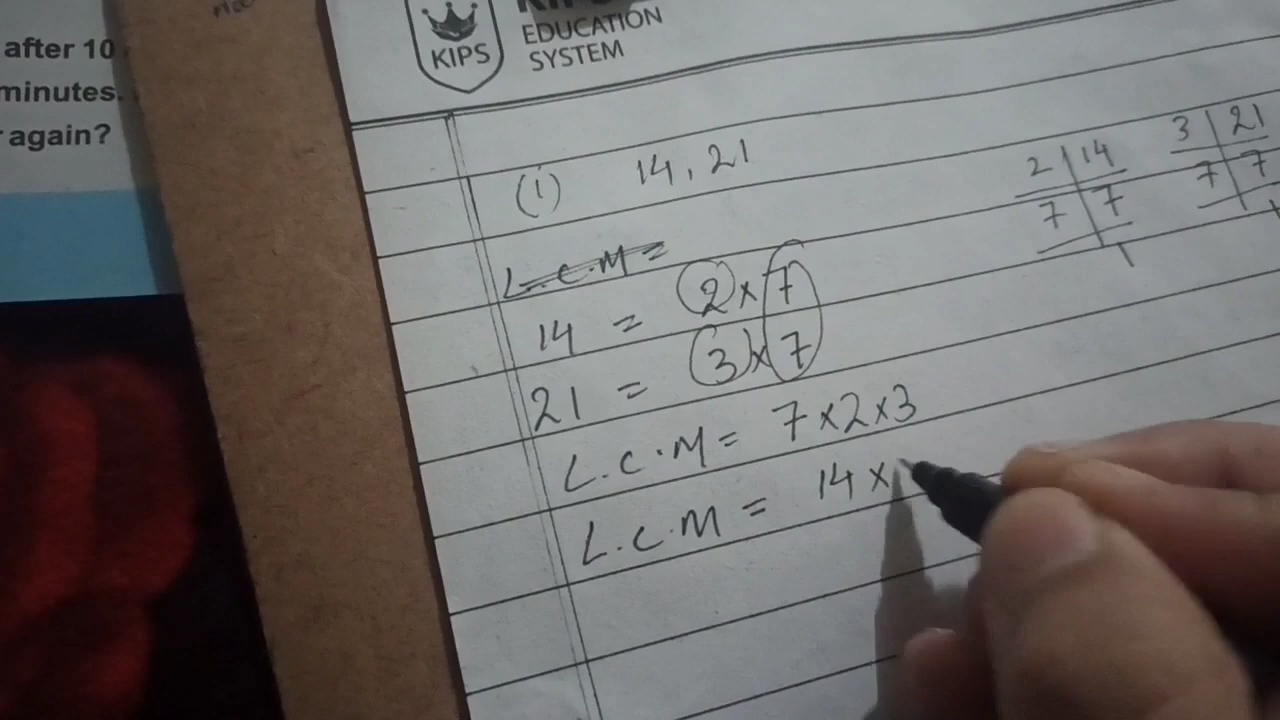 after 10
minutes.
again?
KIPS
EDUCATION
SYSTEM
(i) 14, 21
2 | 14
7 | 7
1
3 | 21
7 | 7
L.C.M =
14 = 2 × 7
21 = 3 × 7
L.C.M = 7 × 2 × 3
L.C.M = 14 ×